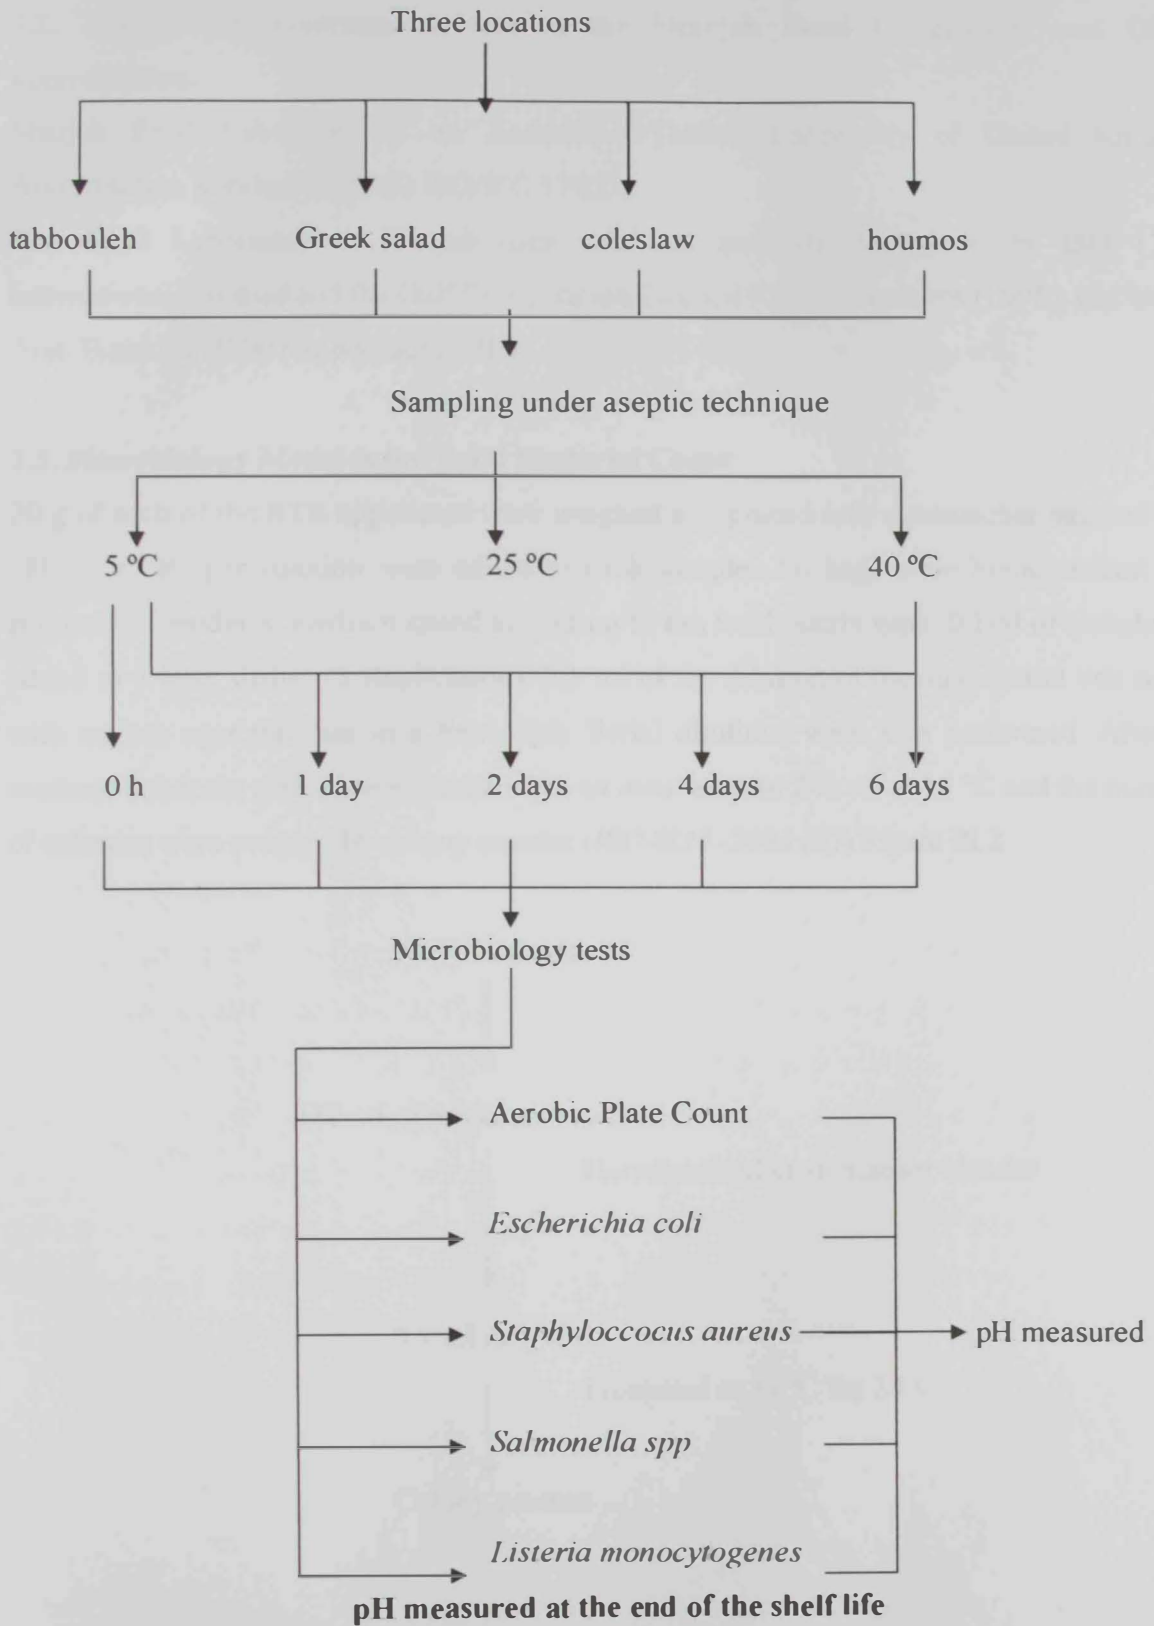 Three locations
tabbouleh Greek salad coleslaw houmos
Sampling under aseptic technique
5 ºC 25 ºC 40 ºC
0 h 1 day 2 days 4 days 6 days
Microbiology tests
Aerobic Plate Count
Escherichia coli
Staphyloccocus aureus pH measured
Salmonella spp
Listeria monocytogenes
pH measured at the end of the shelf life